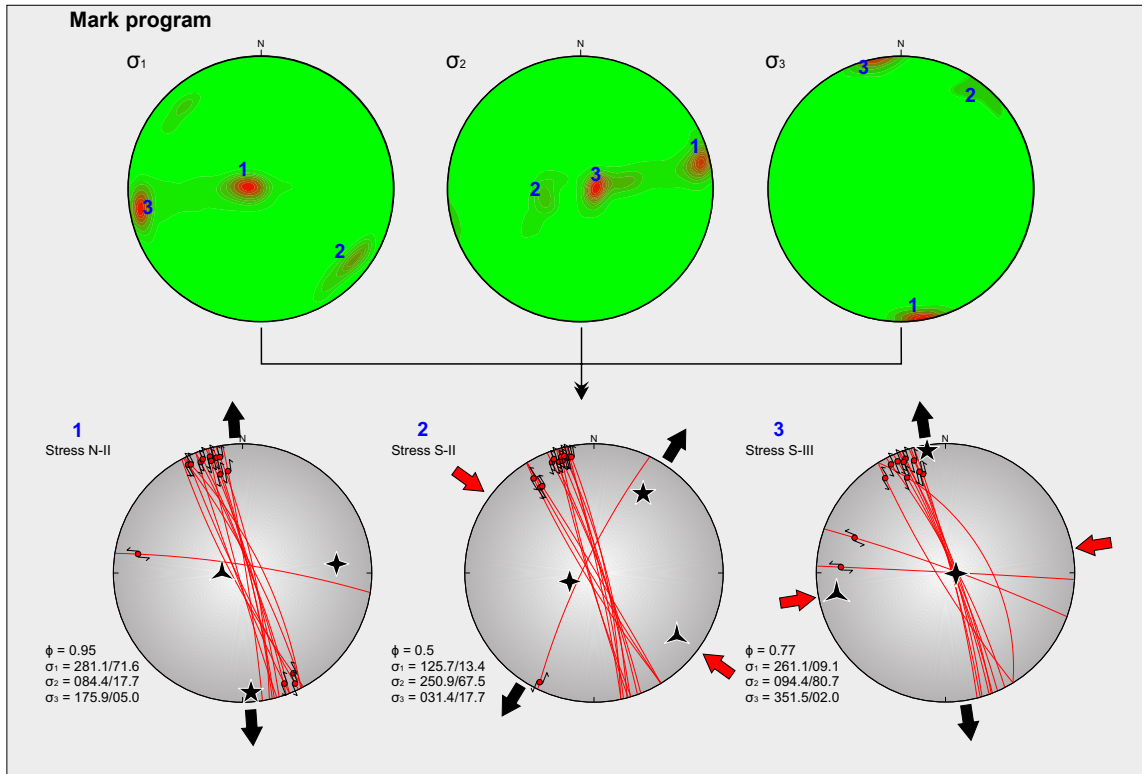 Mark program
σ1
N
σ2
N
σ3
N
1
2
3
1
2
3
3
2
1
1
Stress N-II
N
ϕ = 0.95
σ1 = 281.1/71.6
σ2 = 084.4/17.7
σ3 = 175.9/05.0
2
Stress S-II
N
ϕ = 0.5
σ1 = 125.7/13.4
σ2 = 250.9/67.5
σ3 = 031.4/17.7
3
Stress S-III
N
ϕ = 0.77
σ1 = 261.1/09.1
σ2 = 094.4/80.7
σ3 = 351.5/02.0